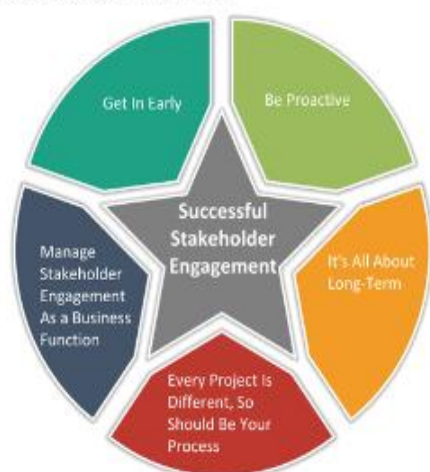 Get In Early
Be Proactive
Successful
Stakeholder
Engagement
It's All About
Long-Term
Manage
Stakeholder
Engagement
As a Business
Function
Every Project Is
Different, So
Should Be Your
Process